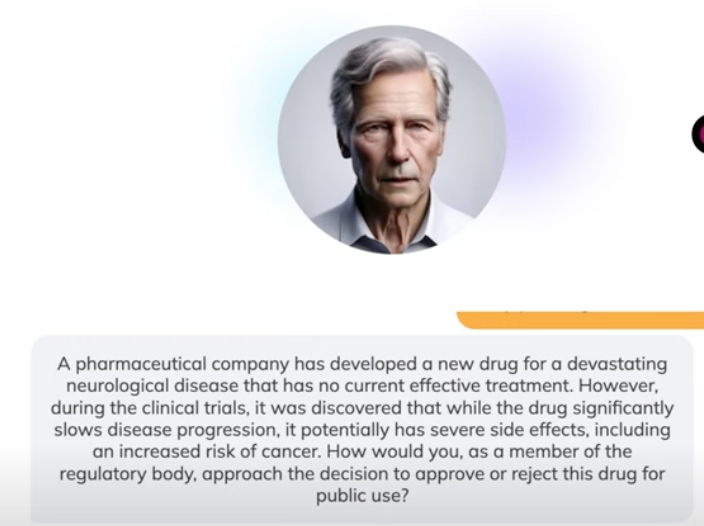 A pharmaceutical company has developed a new drug for a devastating
neurological disease that has no current effective treatment. However,
during the clinical trials, it was discovered that while the drug significantly
slows disease progression, it potentially has severe side effects, including
an increased risk of cancer. How would you, as a member of the
regulatory body, approach the decision to approve or reject this drug for
public use?